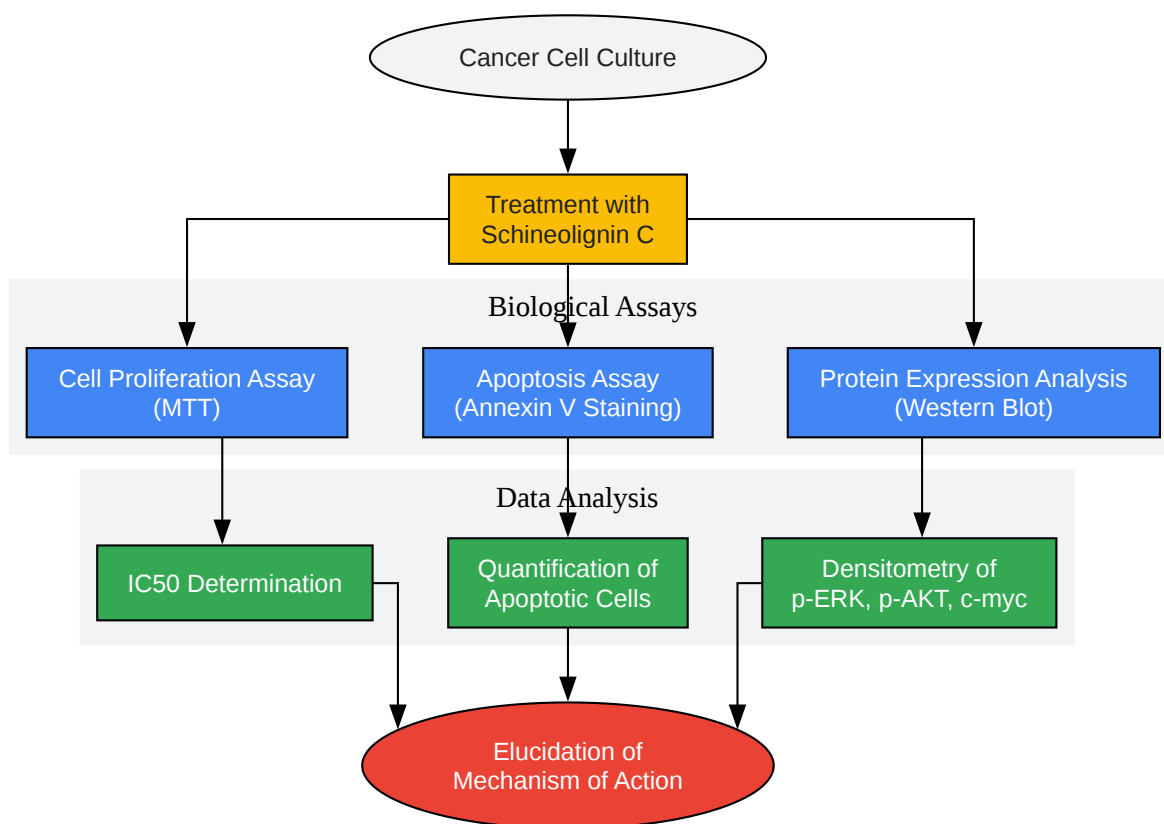 Cancer Cell Culture
Treatment with
Schineolignin C
Biological Assays
Cell Proliferation Assay
(MTT)
Apoptosis Assay
(Annexin V Staining)
Protein Expression Analysis
(Western Blot)
Data Analysis
IC50 Determination
Quantification of
Apoptotic Cells
Densitometry of
p-ERK, p-AKT, c-myc
Elucidation of
Mechanism of Action